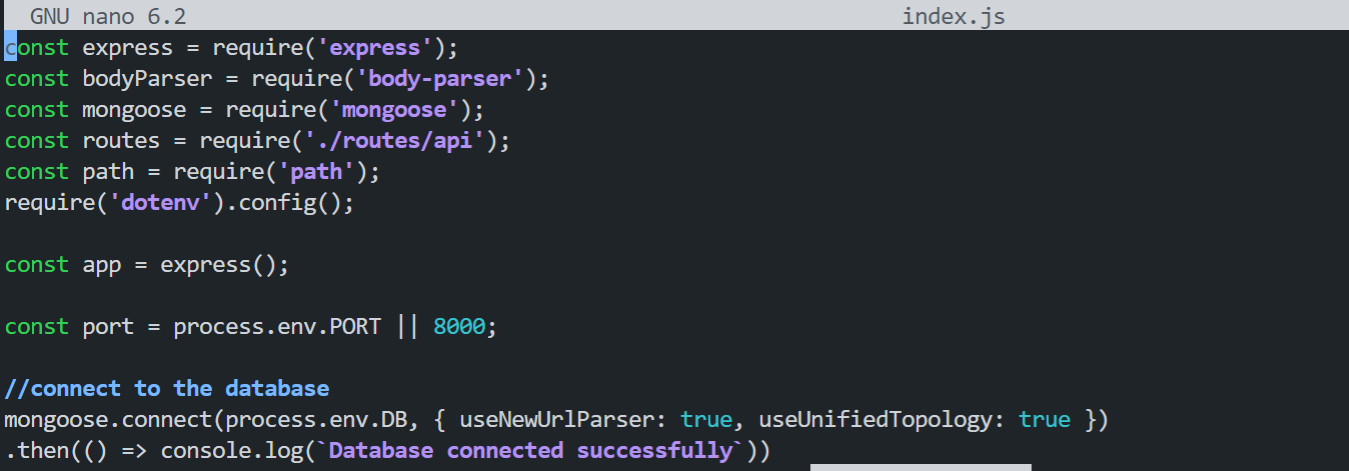 GNU nano 6.2 index.js
const express = require('express');
const bodyParser = require('body-parser');
const mongoose = require('mongoose');
const routes = require('./routes/api');
const path = require('path');
require('dotenv').config();
const app = express();
const port = process.env.PORT || 8000;
//connect to the database
mongoose.connect(process.env.DB, { useNewUrlParser: true, useUnifiedTopology: true })
.then(() => console.log(`Database connected successfully`))